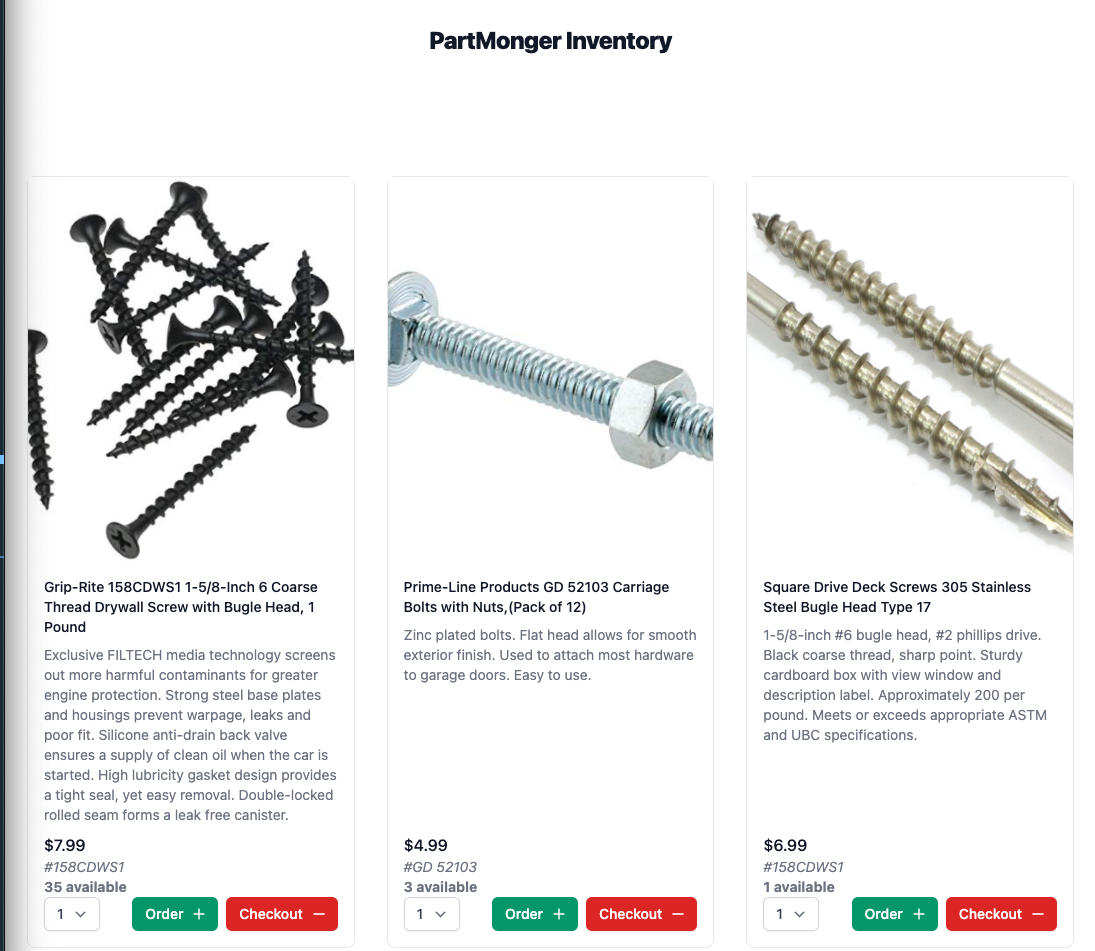 PartMonger Inventory
Grip-Rite 158CDWS1 1-5/8-Inch 6 Coarse
Thread Drywall Screw with Bugle Head, 1
Pound
Exclusive FILTECH media technology screens
out more harmful contaminants for greater
engine protection. Strong steel base plates
and housings prevent warpage, leaks and
poor fit. Silicone anti-drain back valve
ensures a supply of clean oil when the car is
started. High lubricity gasket design provides
a tight seal, yet easy removal. Double-locked
rolled seam forms a leak free canister.
$7.99
#158CDWS1
35 available
1 Order + Checkout −
Prime-Line Products GD 52103 Carriage
Bolts with Nuts,(Pack of 12)
Zinc plated bolts. Flat head allows for smooth
exterior finish. Used to attach most hardware
to garage doors. Easy to use.
$4.99
#GD 52103
3 available
1 Order + Checkout −
Square Drive Deck Screws 305 Stainless
Steel Bugle Head Type 17
1-5/8-inch #6 bugle head, #2 phillips drive.
Black coarse thread, sharp point. Sturdy
cardboard box with view window and
description label. Approximately 200 per
pound. Meets or exceeds appropriate ASTM
and UBC specifications.
$6.99
#158CDWS1
1 available
1 Order + Checkout −